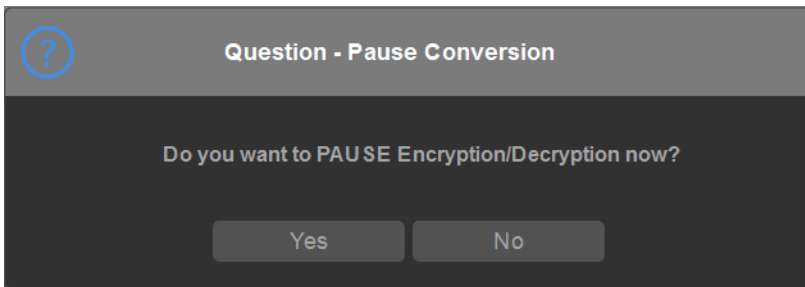 ?
Question - Pause Conversion
Do you want to PAUSE Encryption/Decryption now?
Yes
No